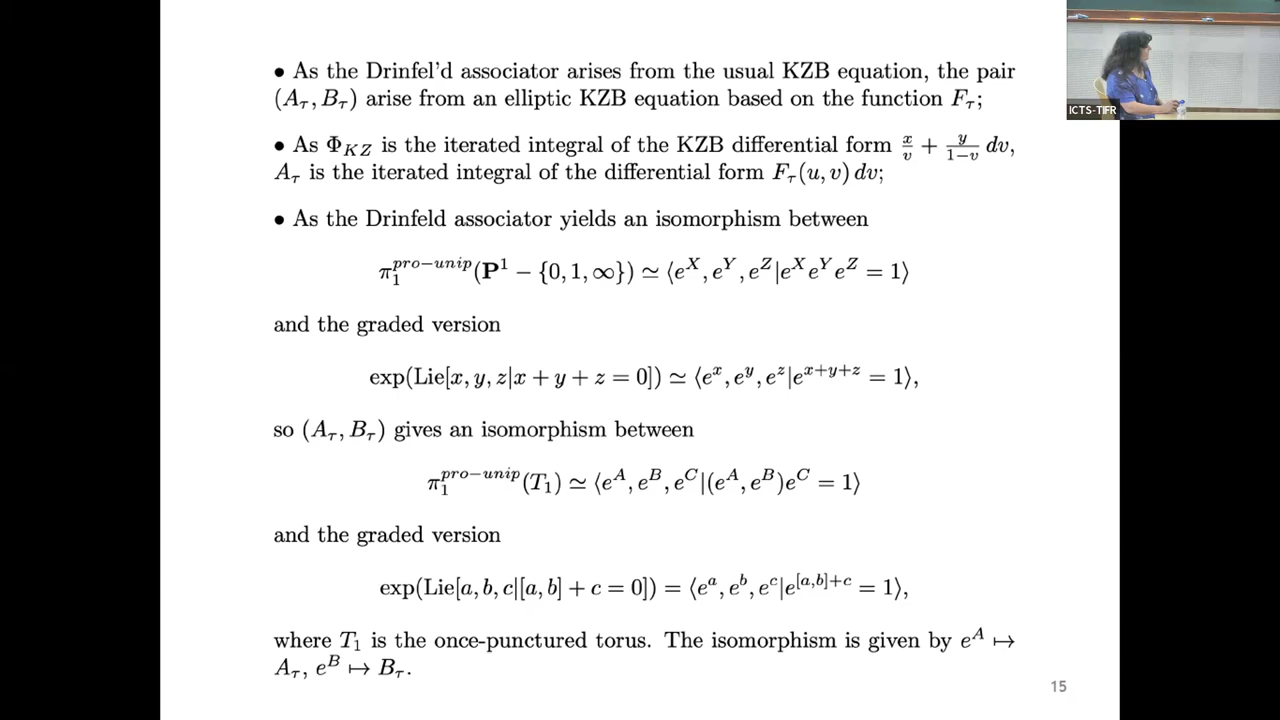 • As the Drinfel'd associator arises from the usual KZB equation, the pair
(A_τ, B_τ) arise from an elliptic KZB equation based on the function F_τ;
• As Φ_{KZ} is the iterated integral of the KZB differential form x/v + y/(1−v) dv,
A_τ is the iterated integral of the differential form F_τ(u, v) dv;
• As the Drinfeld associator yields an isomorphism between
π_1^{pro−unip}(P^1 − {0, 1, ∞}) ≃ ⟨e^X, e^Y, e^Z|e^X e^Y e^Z = 1⟩
and the graded version
exp(Lie[x, y, z|x + y + z = 0]) ≃ ⟨e^x, e^y, e^z|e^{x+y+z} = 1⟩,
so (A_τ, B_τ) gives an isomorphism between
π_1^{pro−unip}(T_1) ≃ ⟨e^A, e^B, e^C|(e^A, e^B)e^C = 1⟩
and the graded version
exp(Lie[a, b, c|[a, b] + c = 0]) = ⟨e^a, e^b, e^c|e^{[a,b]+c} = 1⟩,
where T_1 is the once-punctured torus. The isomorphism is given by e^A ↦
A_τ, e^B ↦ B_τ.
15
ICTS-TIFR